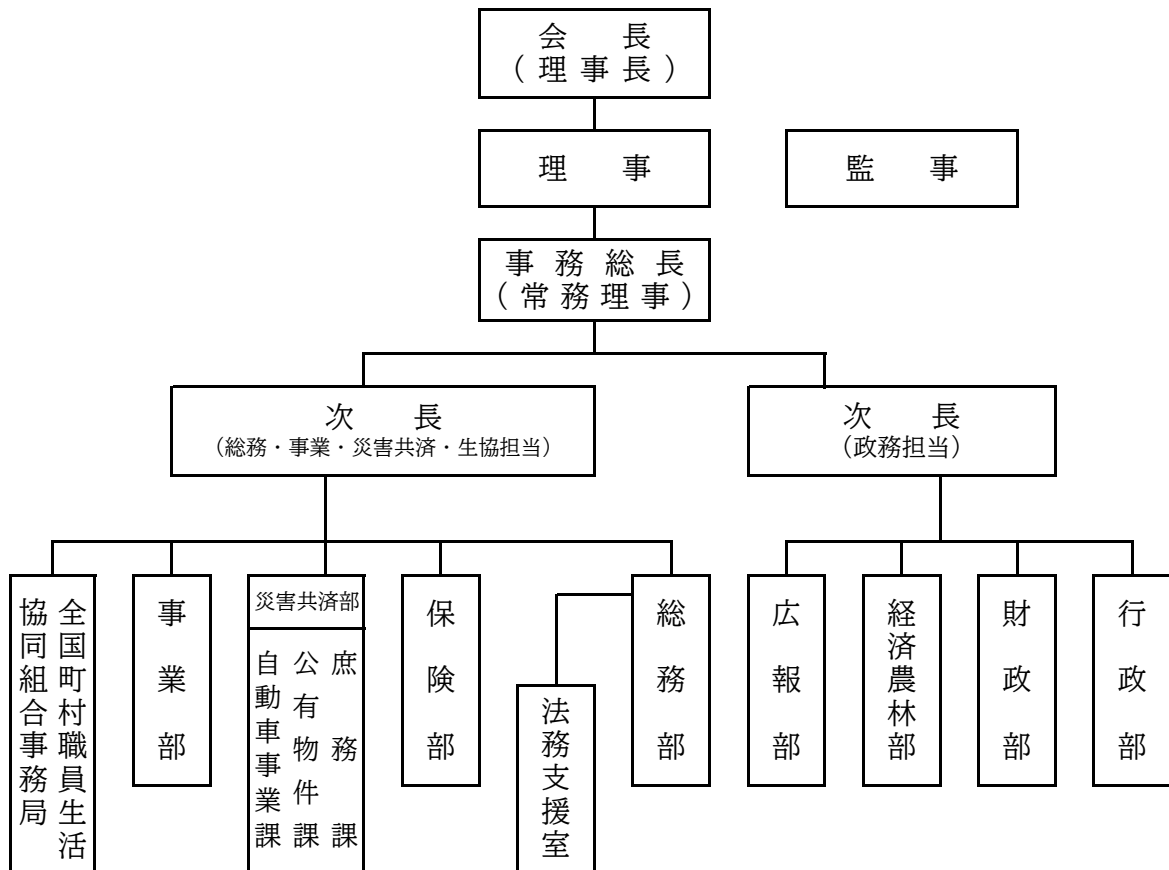 会長
（理事長）
理事
監事
事務総長
（常務理事）
次長
（総務・事業・災害共済・生協担当）
次長
（政務担当）
行政部
財政部
経済農林部
広報部
総務部
法務支援室
保険部
災害共済部
庶務課
公有物件課
自動車事業課
事業部
全国町村職員生活
協同組合事務局